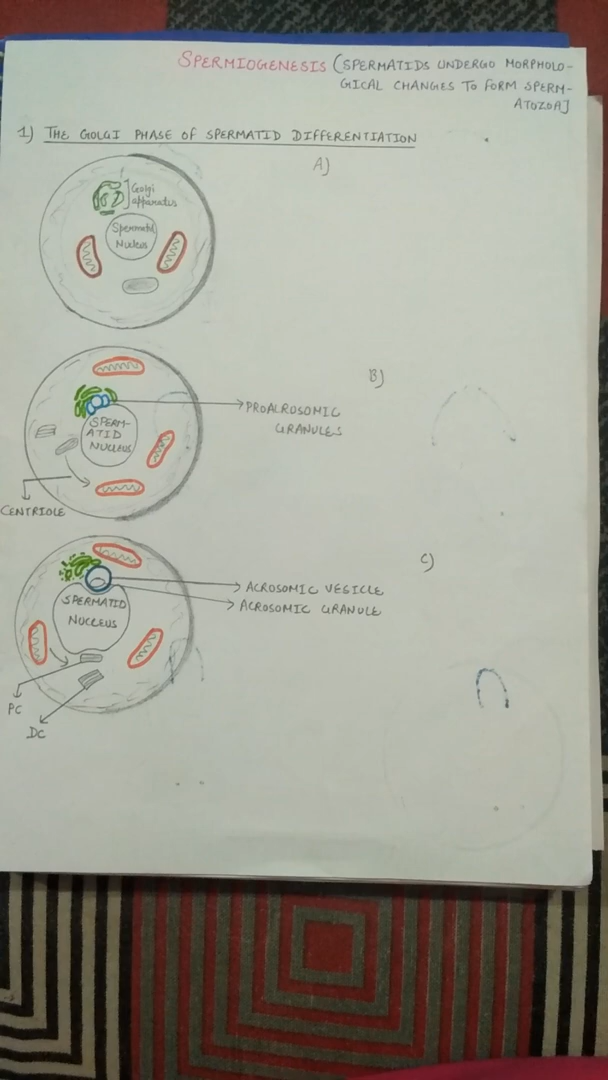 SPERMIOGENESIS (SPERMATIDS UNDERGO MORPHOLO-
GICAL CHANGES TO FORM SPERM-
ATOZOA]
1) THE GOLGI PHASE OF SPERMATID DIFFERENTIATION
A)
Golgi
apparatus
Spermatid
Nucleus
B)
PROACROSOMIC
GRANULES
SPERM-
ATID
NUCLEUS
CENTRIOLE
C)
ACROSOMIC VESICLE
ACROSOMIC GRANULE
SPERMATID
NUCLEUS
PC
DC